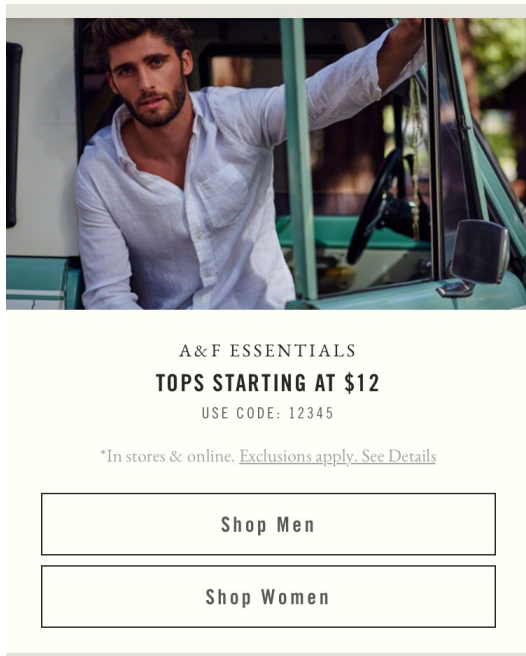 A&F ESSENTIALS
TOPS STARTING AT $12
USE CODE: 12345
*In stores & online. Exclusions apply. See Details
Shop Men
Shop Women